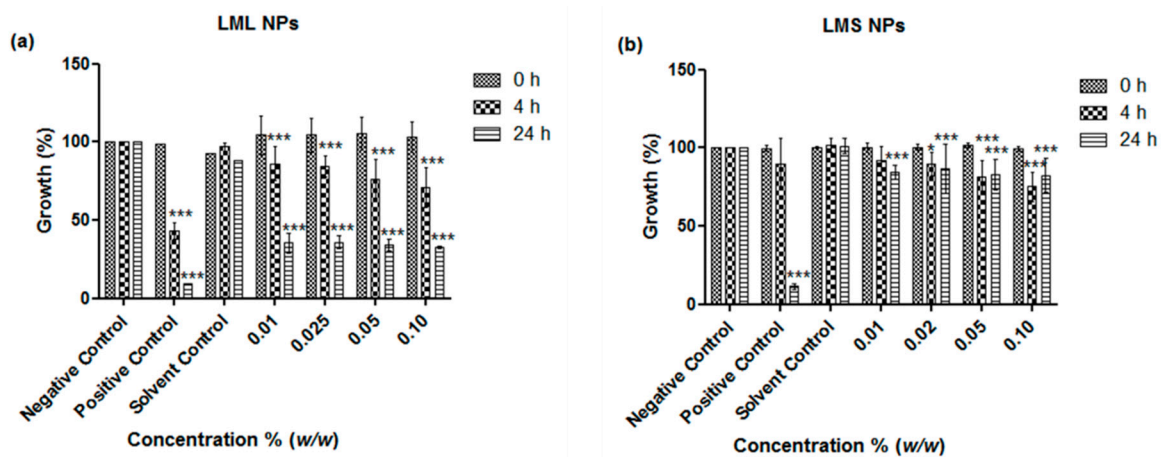 LML NPs
(a)
150
100
50
0
Growth (%)
0 h
4 h
24 h
*** *** *** *** *** ***
*** *** *** *** ***
Negative Control
Positive Control
Solvent Control
0.01
0.025
0.05
0.10
Concentration % (w/w)
LMS NPs
(b)
150
100
50
0
Growth (%)
0 h
4 h
24 h
***
***
*
***
***
***
***
***
Negative Control
Positive Control
Solvent Control
0.01
0.02
0.05
0.10
Concentration % (w/w)